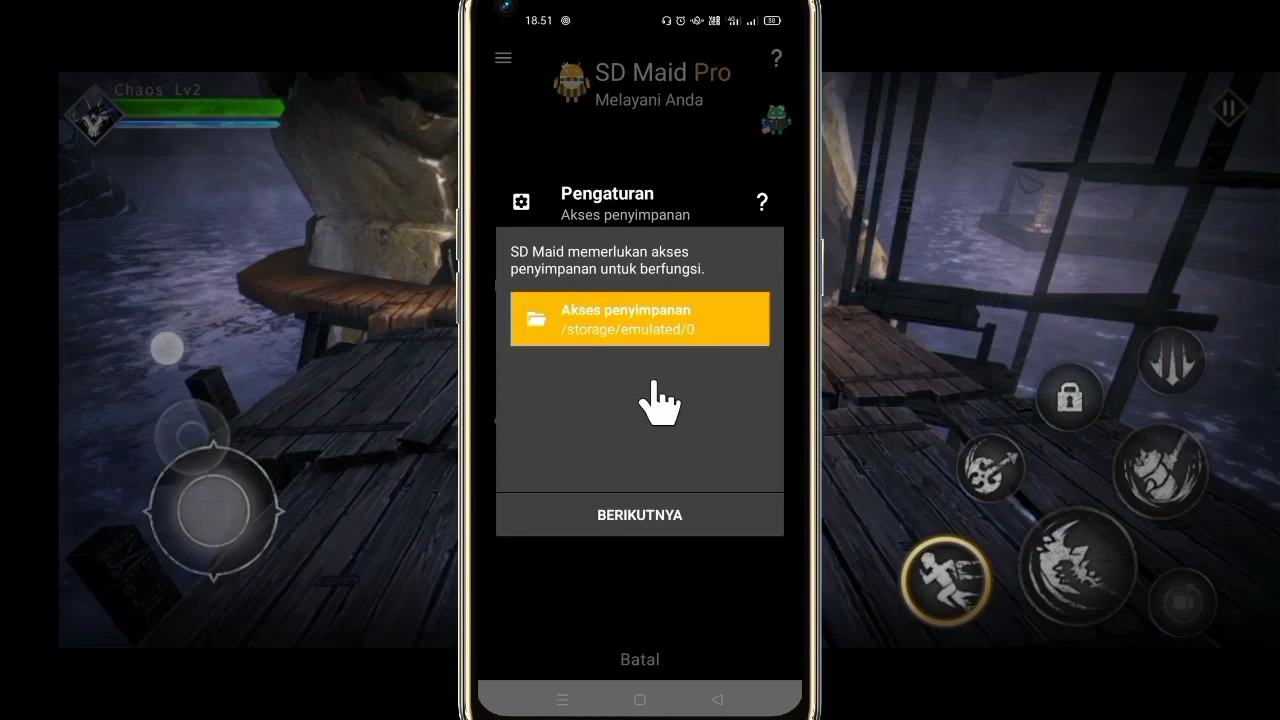 18.51
38
Chaos Lv2
SD Maid Pro
?
Melayani Anda
Pengaturan
?
Akses penyimpanan
SD Maid memerlukan akses
penyimpanan untuk berfungsi.
Akses penyimpanan
/storage/emulated/0
BERIKUTNYA
Batal